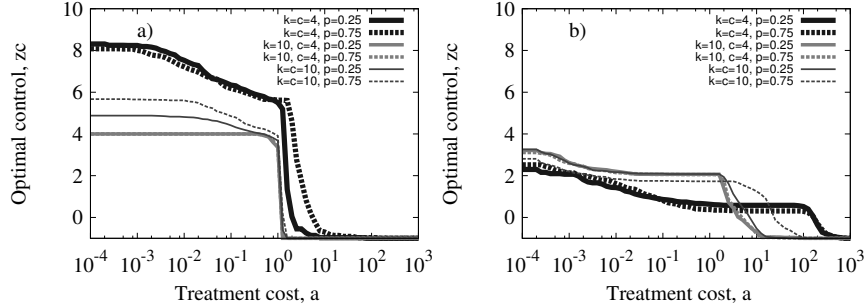 a)
k=c=4, p=0.25
k=c=4, p=0.75
k=10, c=4, p=0.25
k=10, c=4, p=0.75
k=c=10, p=0.25
k=c=10, p=0.75
10
8
6
4
2
0
Optimal control, zc
10^-4 10^-3 10^-2 10^-1 10^0 10^1 10^2 10^3
Treatment cost, a
b)
k=c=4, p=0.25
k=c=4, p=0.75
k=10, c=4, p=0.25
k=10, c=4, p=0.75
k=c=10, p=0.25
k=c=10, p=0.75
10
8
6
4
2
0
Optimal control, zc
10^-4 10^-3 10^-2 10^-1 10^0 10^1 10^2 10^3
Treatment cost, a